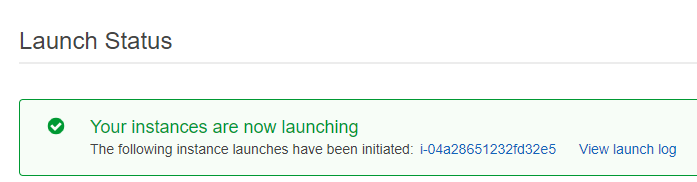 Launch Status
Your instances are now launching
The following instance launches have been initiated: i-04a28651232fd32e5 View launch log